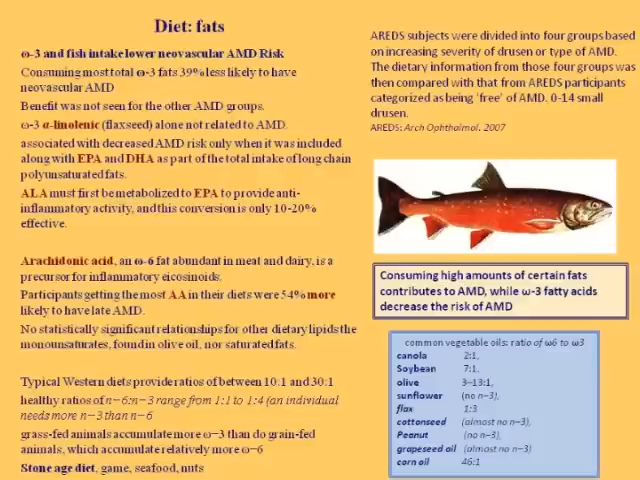 Diet: fats
ω-3 and fish intake lower neovascular AMD Risk
Consuming most total ω-3 fats 39% less likely to have
neovascular AMD
Benefit was not seen for the other AMD groups.
ω-3 α-linolenic (flaxseed) alone not related to AMD.
associated with decreased AMD risk only when it was included
along with EPA and DHA as part of the total intake of long chain
polyunsaturated fats.
ALA must first be metabolized to EPA to provide anti-
inflammatory activity, and this conversion is only 10-20%
effective.
Arachidonic acid, an ω-6 fat abundant in meat and dairy, is a
precursor for inflammatory eicosinoids.
Participants getting the most AA in their diets were 54% more
likely to have late AMD.
No statistically significant relationships for other dietary lipids the
monounsaturates, found in olive oil, nor saturated fats.
Typical Western diets provide ratios of between 10:1 and 30:1
healthy ratios of n−6:n−3 range from 1:1 to 1:4 (an individual
needs more n−3 than n−6
grass-fed animals accumulate more ω−3 than do grain-fed
animals, which accumulate relatively more ω−6
Stone age diet, game, seafood, nuts
AREDS subjects were divided into four groups based
on increasing severity of drusen or type of AMD.
The dietary information from those four groups was
then compared with that from AREDS participants
categorized as being 'free' of AMD. 0-14 small
drusen.
AREDS: Arch Ophthalmol. 2007
Consuming high amounts of certain fats
contributes to AMD, while ω-3 fatty acids
decrease the risk of AMD
common vegetable oils: ratio of ω6 to ω3
canola 2:1,
Soybean 7:1,
olive 3–13:1,
sunflower (no n−3),
flax 1:3
cottonseed (almost no n−3),
Peanut (no n−3),
grapeseed oil (almost no n−3)
corn oil 46:1